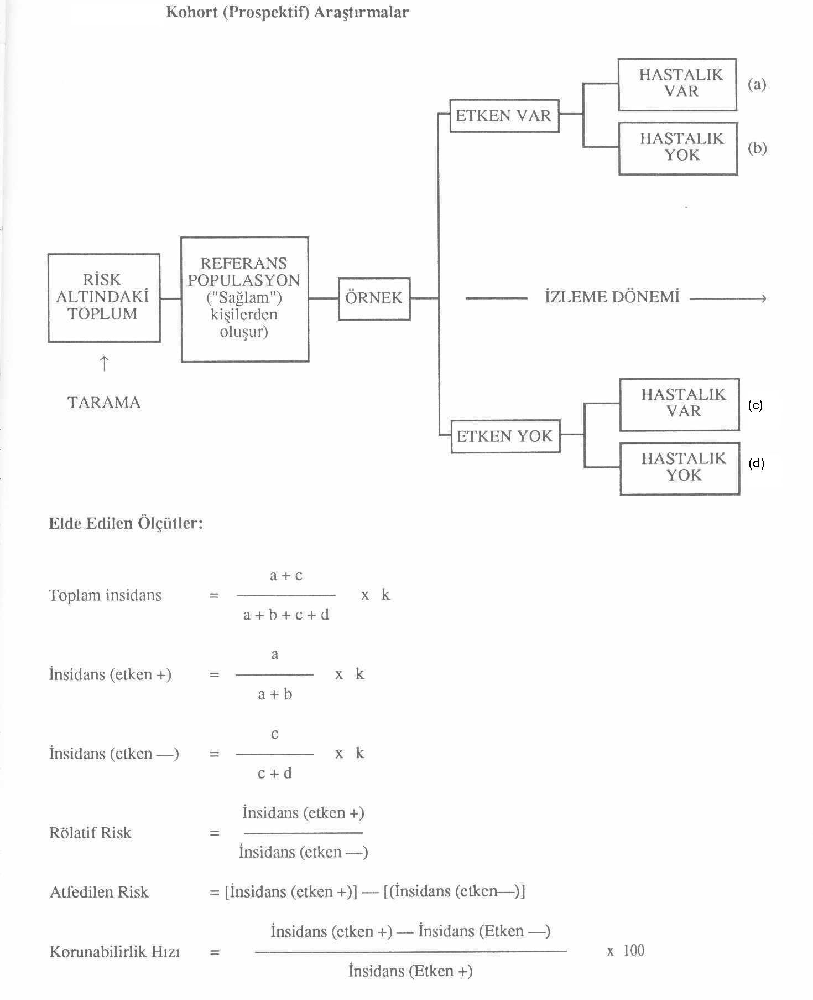 Kohort (Prospektif) Araştırmalar
HASTALIK
VAR
(a)
ETKEN VAR
HASTALIK
YOK
(b)
RİSK
ALTINDAKİ
TOPLUM
REFERANS
POPULASYON
("Sağlam")
kişilerden
oluşur)
ÖRNEK
İZLEME DÖNEMİ
↑
TARAMA
HASTALIK
VAR
(c)
ETKEN YOK
HASTALIK
YOK
(d)
Elde Edilen Ölçütler:
a + c
Toplam insidans = x k
a + b + c + d
a
İnsidans (etken +) = x k
a + b
c
İnsidans (etken —) = x k
c + d
İnsidans (etken +)
Rölatif Risk =
İnsidans (etken —)
Atfedilen Risk = [İnsidans (etken +)] — [(İnsidans (etken—)]
İnsidans (etken +) — İnsidans (Etken —)
Korunabilirlik Hızı = x 100
İnsidans (Etken +)